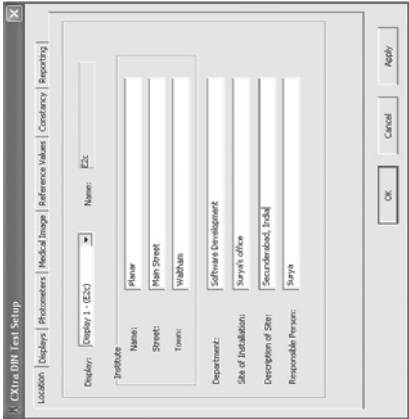 CXtra DIN Test Setup
Location Displays Photometers Medical Image Reference Values Constancy Reporting
Display: Display 1 - (E2c) Name: E2c
Institute
Name: Planar
Street: Main Street
Town: Waltham
Department: Software Development
Site of Installation: Surya's office
Description of Site: Secunderabad, India
Responsible Person: Surya
OK Cancel Apply